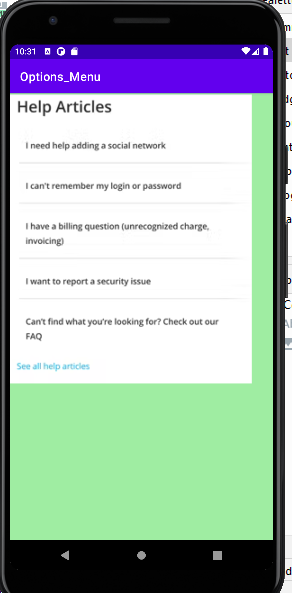 10:31
Options_Menu
Help Articles
I need help adding a social network
I can't remember my login or password
I have a billing question (unrecognized charge,
invoicing)
I want to report a security issue
Can't find what you're looking for? Check out our
FAQ
See all help articles